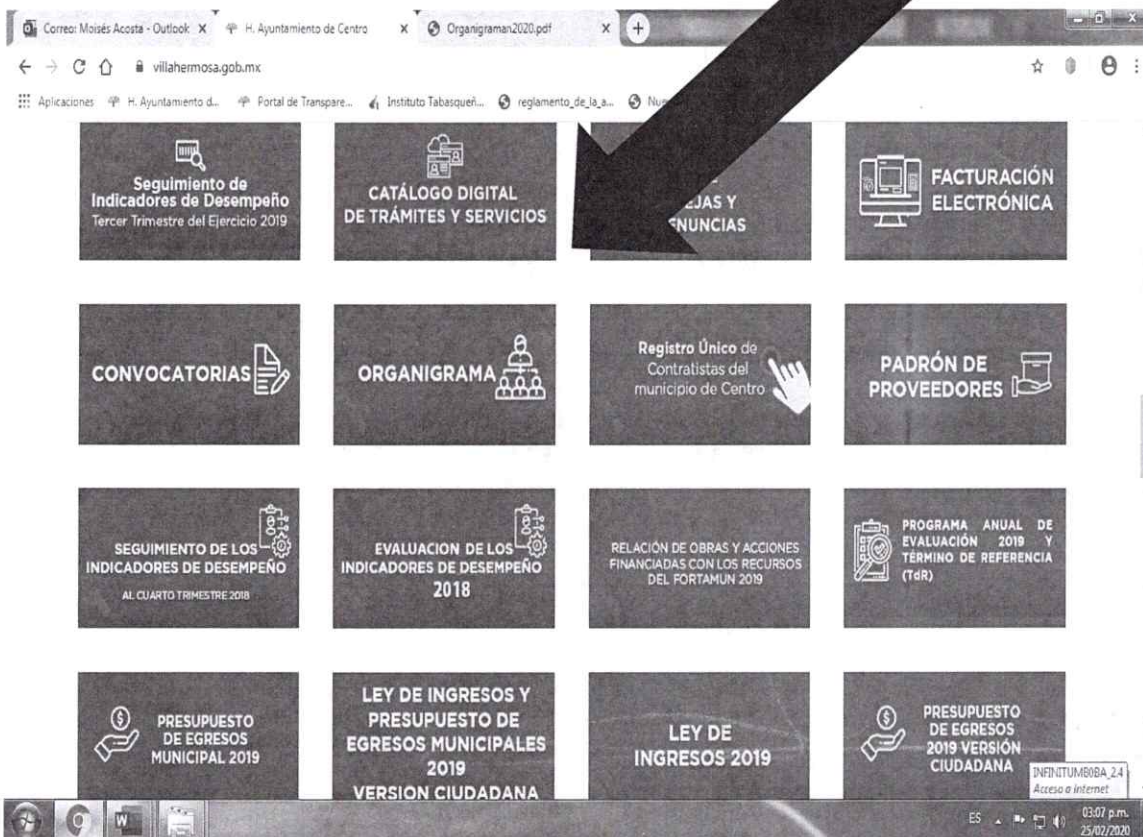 Correo: Moisés Acosta - Outlook X
H. Ayuntamiento de Centro X
Organigraman2020.pdf X
villahermosa.gob.mx
Aplicaciones
H. Ayuntamiento d...
Portal de Transpare...
Instituto Tabasqueñ...
reglamento_de_la_a...
Seguimiento de
Indicadores de Desempeño
Tercer Trimestre del Ejercicio 2019
CATÁLOGO DIGITAL
DE TRÁMITES Y SERVICIOS
EJAS Y
ENUNCIAS
FACTURACIÓN
ELECTRÓNICA
CONVOCATORIAS
ORGANIGRAMA
Registro Único de
Contratistas del
municipio de Centro
PADRÓN DE
PROVEEDORES
SEGUIMIENTO DE LOS
INDICADORES DE DESEMPEÑO
AL CUARTO TRIMESTRE 2018
EVALUACION DE LOS
INDICADORES DE DESEMPEÑO
2018
RELACIÓN DE OBRAS Y ACCIONES
FINANCIADAS CON LOS RECURSOS
DEL FORTAMUN 2019
PROGRAMA ANUAL DE
EVALUACIÓN 2019 Y
TÉRMINO DE REFERENCIA
(TdR)
PRESUPUESTO
DE EGRESOS
MUNICIPAL 2019
LEY DE INGRESOS Y
PRESUPUESTO DE
EGRESOS MUNICIPALES
2019
VERSION CIUDADANA
LEY DE
INGRESOS 2019
PRESUPUESTO
DE EGRESOS
2019 VERSIÓN
CIUDADANA
INFINITUMB0BA_2.4
Acceso a Internet
ES
03:07 p.m.
25/02/2020